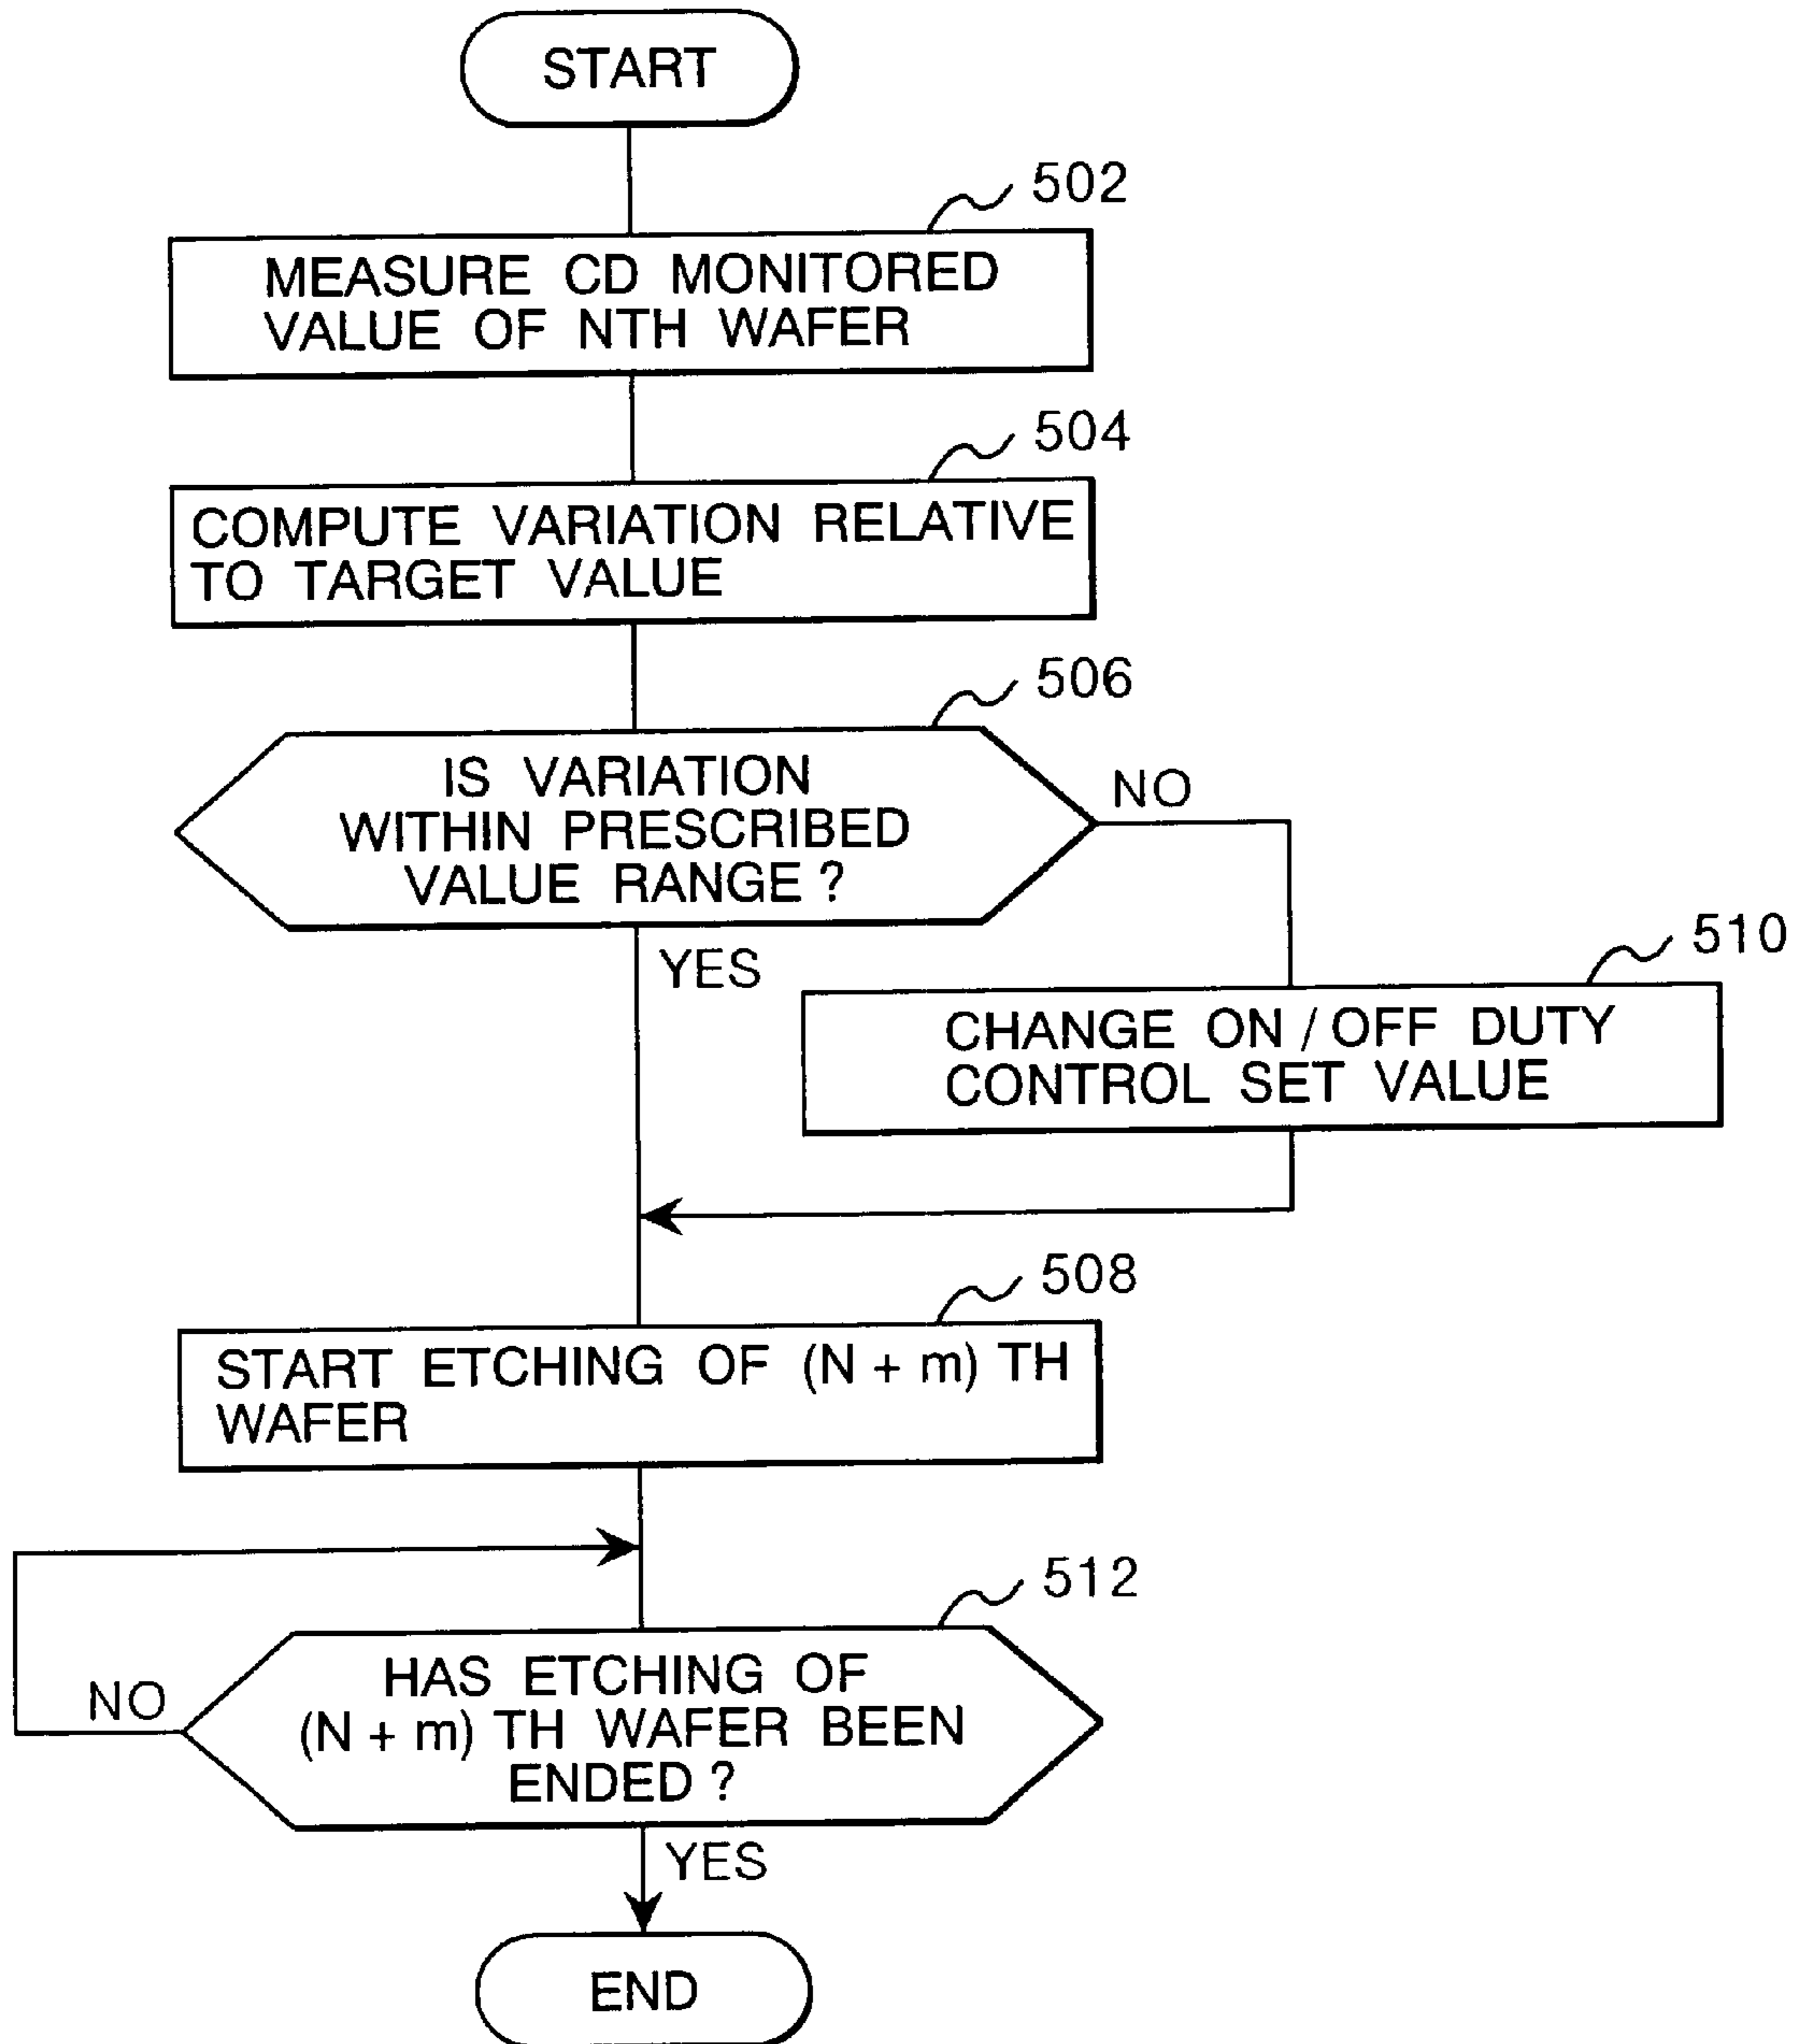 START
502
MEASURE CD MONITORED
VALUE OF NTH WAFER
504
COMPUTE VARIATION RELATIVE
TO TARGET VALUE
506
IS VARIATION
WITHIN PRESCRIBED
VALUE RANGE ?
NO
YES
510
CHANGE ON / OFF DUTY
CONTROL SET VALUE
508
START ETCHING OF (N + m) TH
WAFER
512
HAS ETCHING OF
(N + m) TH WAFER BEEN
ENDED ?
NO
YES
END